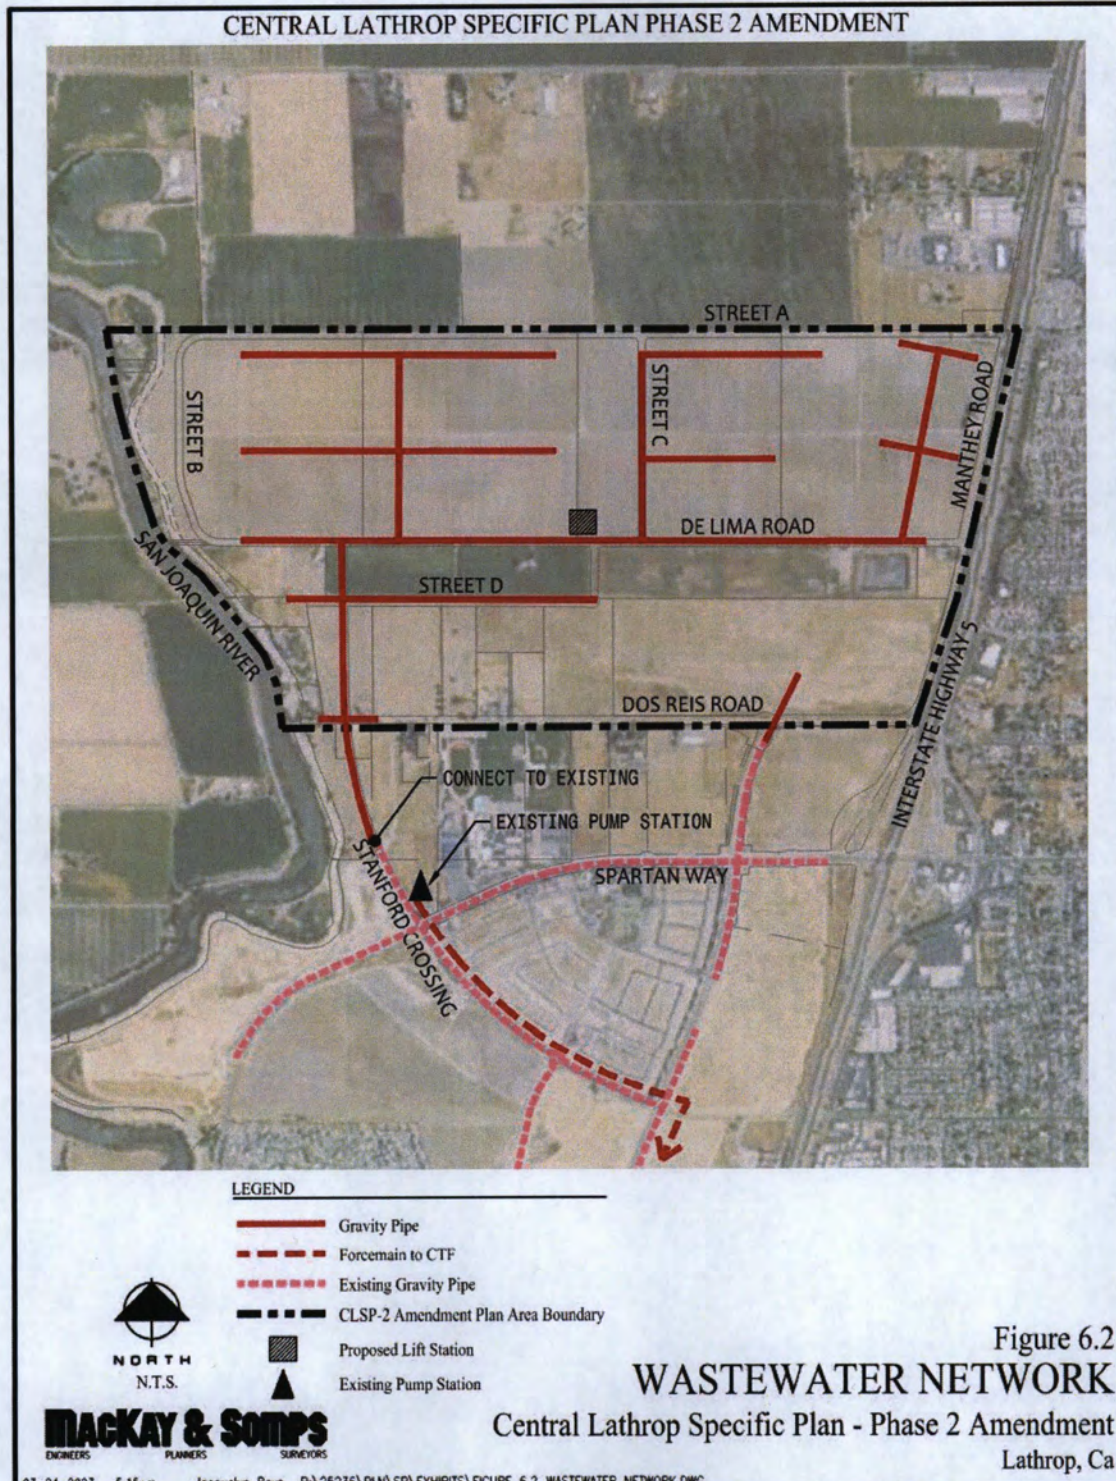 CENTRAL LATHROP SPECIFIC PLAN PHASE 2 AMENDMENT
STREET A
STREET B
STREET C
MANTHEY ROAD
DE LIMA ROAD
SAN JOAQUIN RIVER
STREET D
DOS REIS ROAD
INTERSTATE HIGHWAY 5
CONNECT TO EXISTING
EXISTING PUMP STATION
STANFORD CROSSING
SPARTAN WAY
LEGEND
Gravity Pipe
Forcemain to CTF
Existing Gravity Pipe
CLSP-2 Amendment Plan Area Boundary
Proposed Lift Station
Existing Pump Station
NORTH
N.T.S.
MACKAY & SOMPS
ENGINEERS PLANNERS SURVEYORS
Figure 6.2
WASTEWATER NETWORK
Central Lathrop Specific Plan - Phase 2 Amendment
Lathrop, Ca